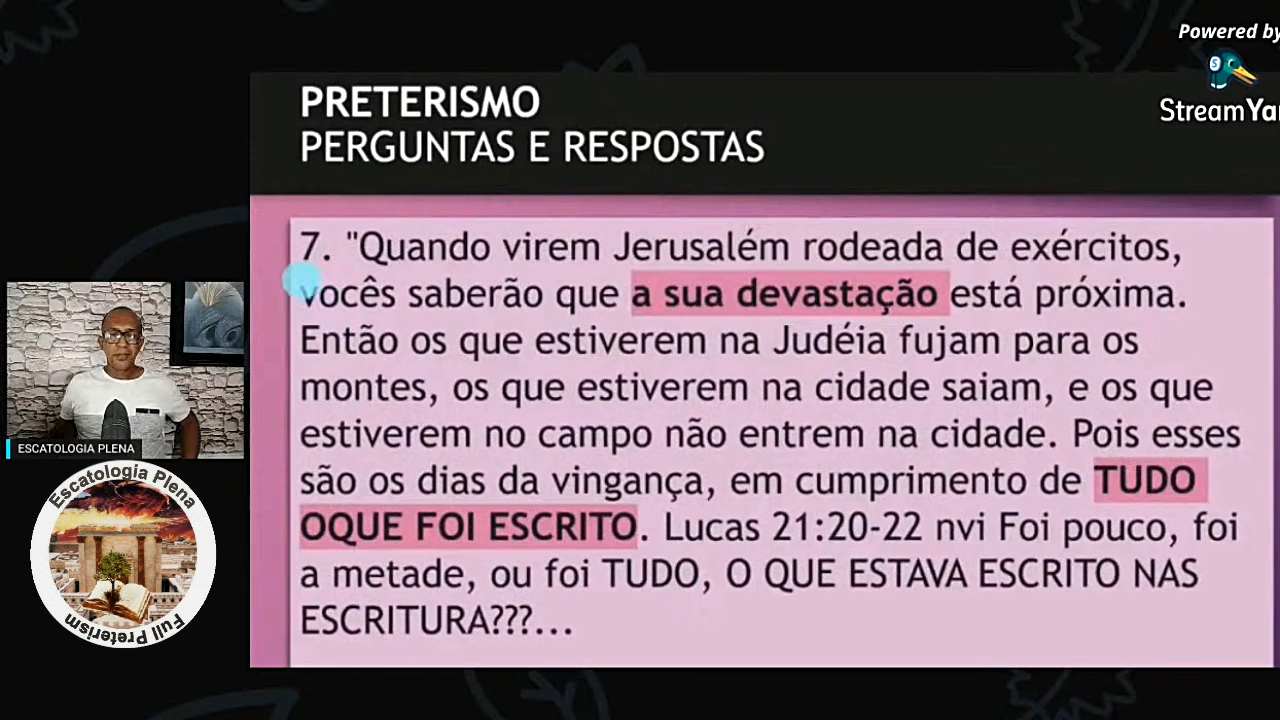 Powered by
StreamYar
PRETERISMO
PERGUNTAS E RESPOSTAS
7. "Quando virem Jerusalém rodeada de exércitos,
vocês saberão que a sua devastação está próxima.
Então os que estiverem na Judéia fujam para os
montes, os que estiverem na cidade saiam, e os que
estiverem no campo não entrem na cidade. Pois esses
são os dias da vingança, em cumprimento de TUDO
OQUE FOI ESCRITO. Lucas 21:20-22 nvi Foi pouco, foi
a metade, ou foi TUDO, O QUE ESTAVA ESCRITO NAS
ESCRITURA???...
ESCATOLOGIA PLENA
Escatologia Plena
Full Preterism